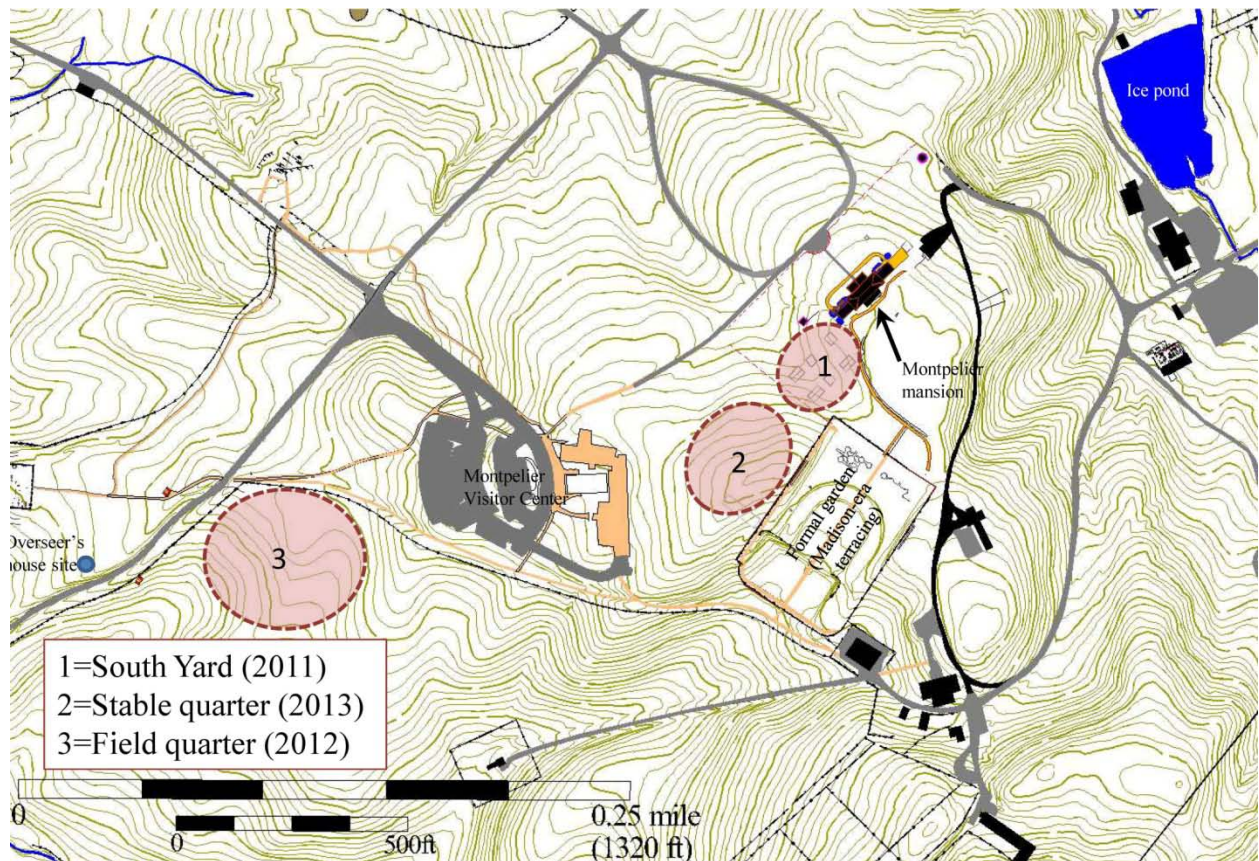 Ice pond
1
Montpelier
mansion
2
Formal garden
(Madison-era
terracing)
Montpelier
Visitor Center
3
Overseer's
house site
1=South Yard (2011)
2=Stable quarter (2013)
3=Field quarter (2012)
0
0.25 mile
(1320 ft)
0
500ft